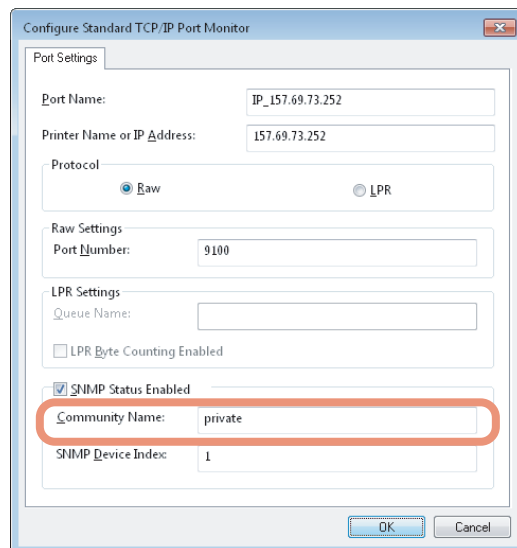 Configure Standard TCP/IP Port Monitor
Port Settings
Port Name: IP_157.69.73.252
Printer Name or IP Address: 157.69.73.252
Protocol
Raw LPR
Raw Settings
Port Number: 9100
LPR Settings
Queue Name:
LPR Byte Counting Enabled
SNMP Status Enabled
Community Name: private
SNMP Device Index: 1
OK Cancel